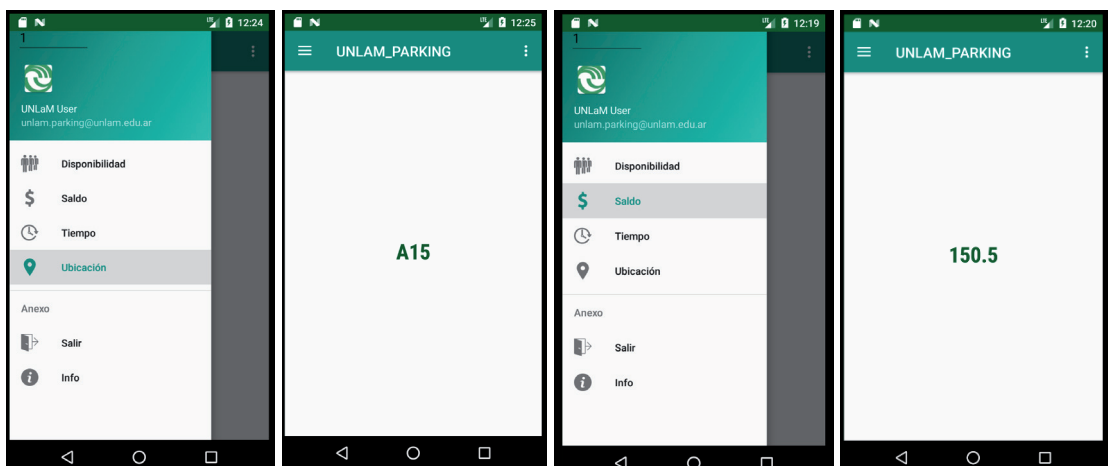 12:24
1
UNLaM User
unlam.parking@unlam.edu.ar
Disponibilidad
Saldo
Tiempo
Ubicación
Anexo
Salir
Info
12:25
UNLAM_PARKING
A15
12:19
1
UNLaM User
unlam.parking@unlam.edu.ar
Disponibilidad
Saldo
Tiempo
Ubicación
Anexo
Salir
Info
12:20
UNLAM_PARKING
150.5